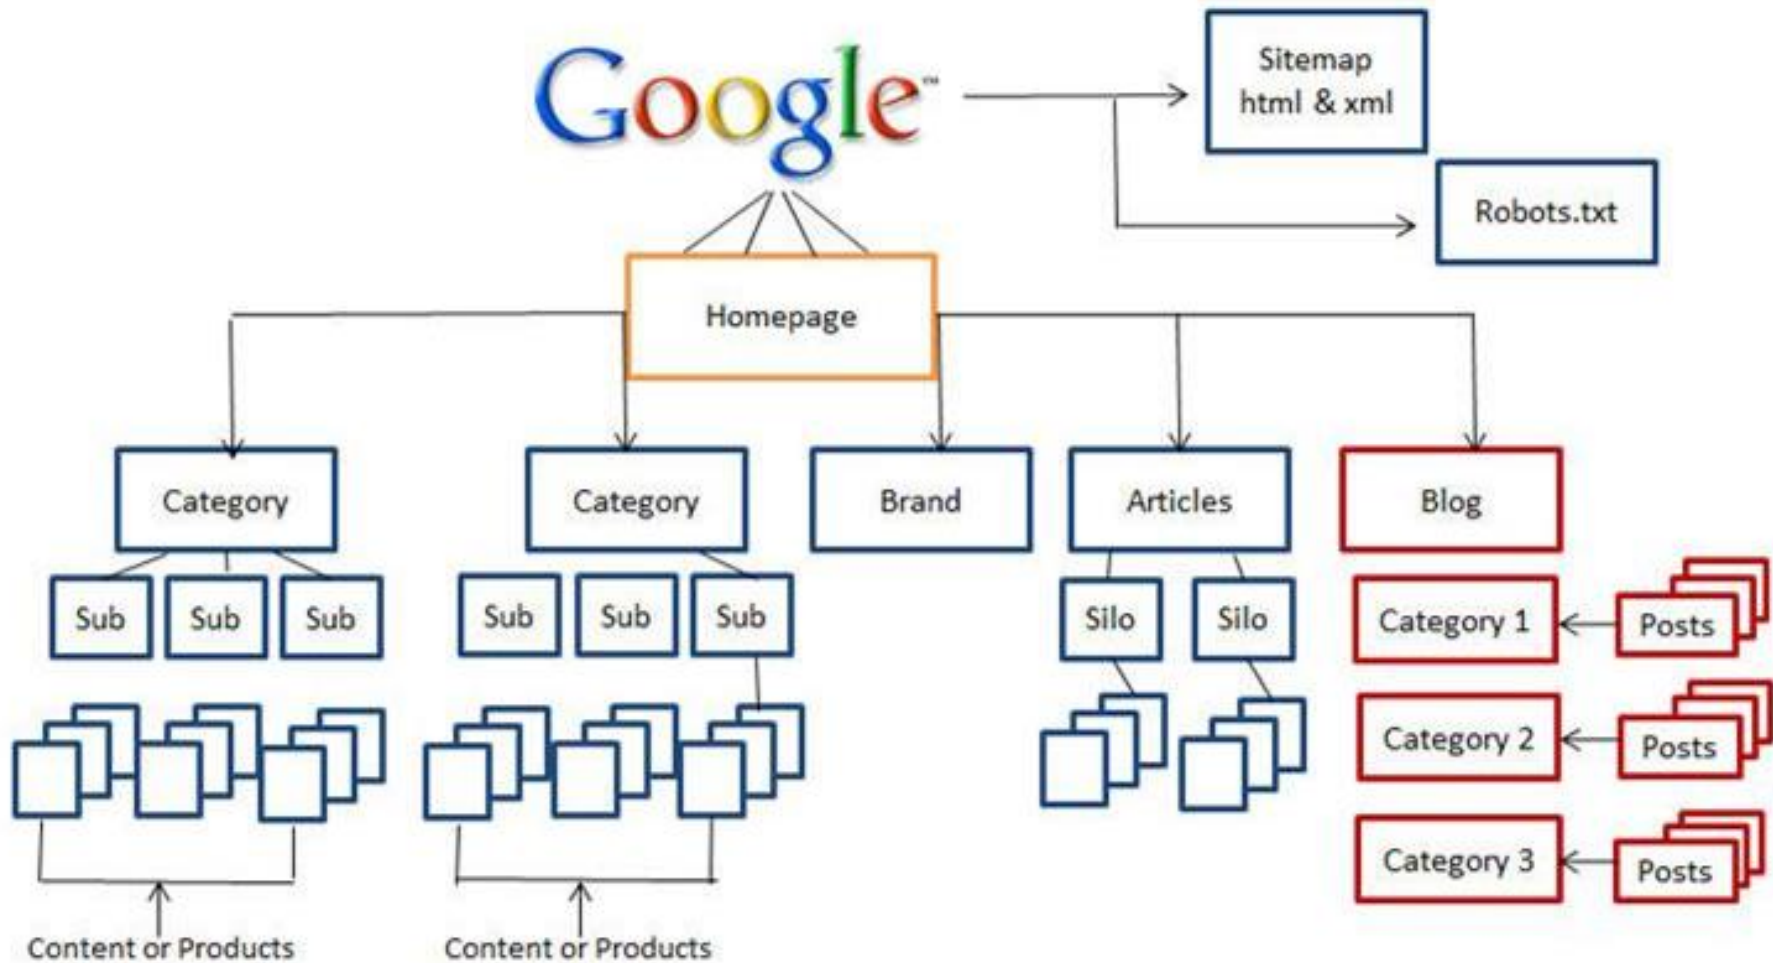 Google™
Sitemap
html & xml
Robots.txt
Homepage
Category
Category
Brand
Articles
Blog
Sub
Sub
Sub
Sub
Sub
Sub
Silo
Silo
Category 1
Posts
Category 2
Posts
Category 3
Posts
Content or Products
Content or Products